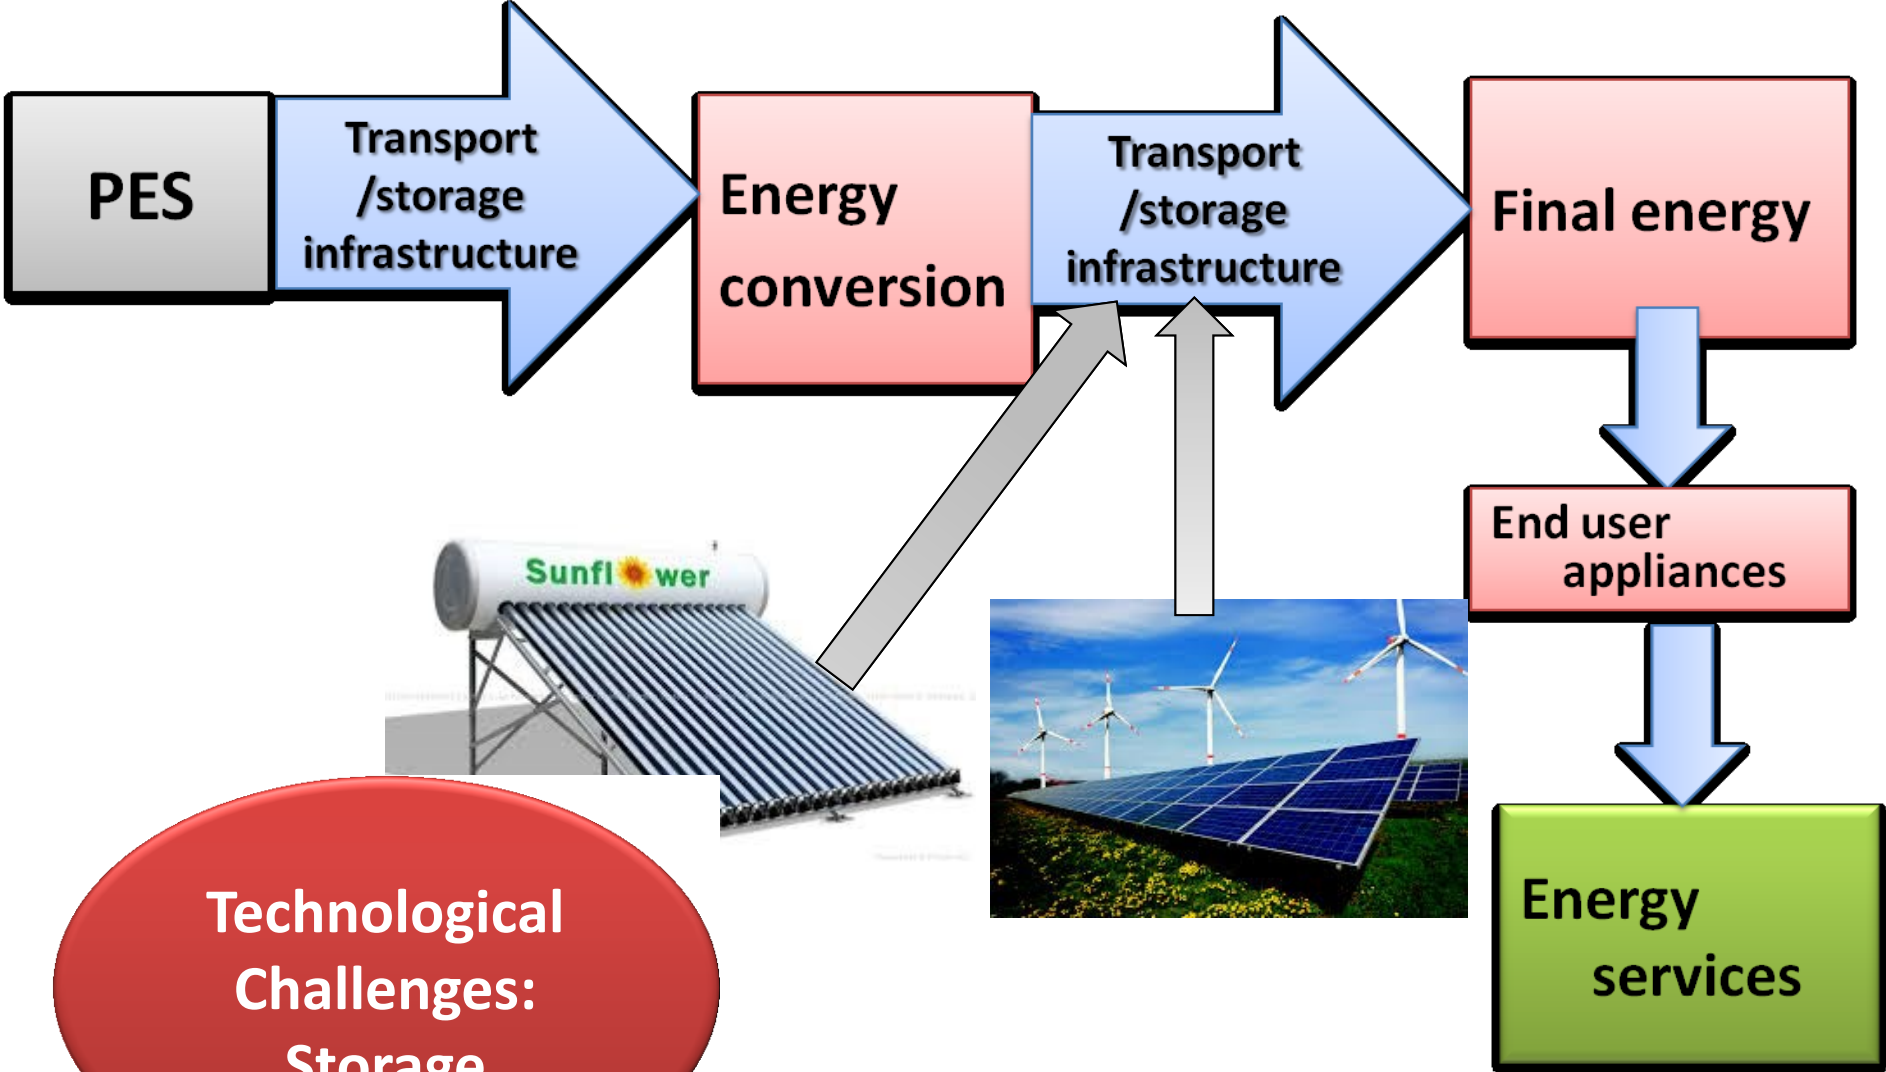 PES
Transport
/storage
infrastructure
Energy
conversion
Transport
/storage
infrastructure
Final energy
End user
appliances
Sunfl wer
Energy
services
Technological
Challenges:
Storage